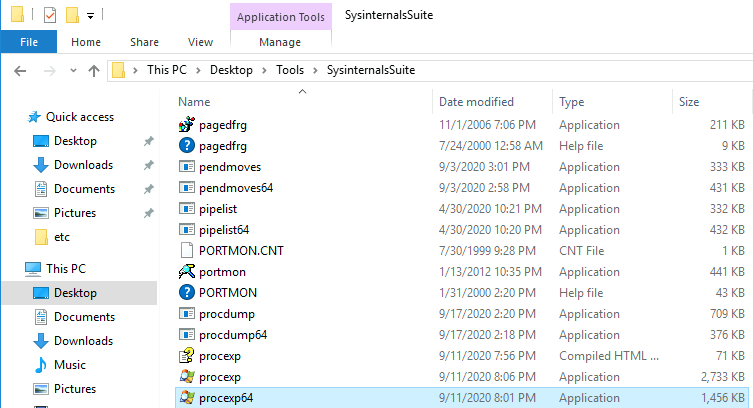 Application Tools SysinternalsSuite
File Home Share View Manage
This PC Desktop Tools SysinternalsSuite
Name Date modified Type Size
Quick access
Desktop
Downloads
Documents
Pictures
etc
This PC
Desktop
Documents
Downloads
Music
Pictures
pagedfrg 11/1/2006 7:06 PM Application 211 KB
pagedfrg 7/24/2000 12:58 AM Help file 9 KB
pendmoves 9/3/2020 3:01 PM Application 333 KB
pendmoves64 9/3/2020 2:58 PM Application 431 KB
pipelist 4/30/2020 10:21 PM Application 332 KB
pipelist64 4/30/2020 10:20 PM Application 432 KB
PORTMON.CNT 7/30/1999 9:28 PM CNT File 1 KB
portmon 1/13/2012 10:35 PM Application 441 KB
PORTMON 1/31/2000 2:20 PM Help file 43 KB
procdump 9/17/2020 2:20 PM Application 709 KB
procdump64 9/17/2020 2:18 PM Application 376 KB
procexp 9/11/2020 7:56 PM Compiled HTML ... 71 KB
procexp 9/11/2020 8:06 PM Application 2,733 KB
procexp64 9/11/2020 8:01 PM Application 1,456 KB